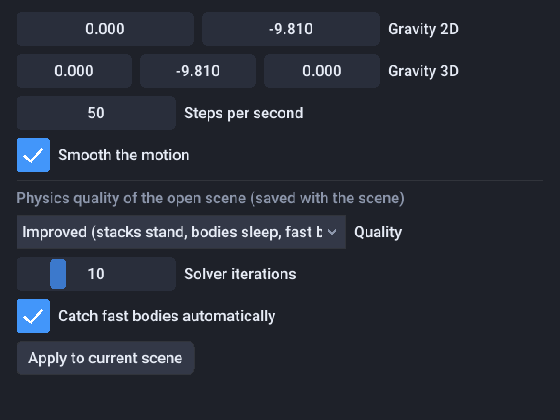 0.000 -9.810 Gravity 2D
0.000 -9.810 0.000 Gravity 3D
50 Steps per second
Smooth the motion
Physics quality of the open scene (saved with the scene)
Improved (stacks stand, bodies sleep, fast b Quality
10 Solver iterations
Catch fast bodies automatically
Apply to current scene